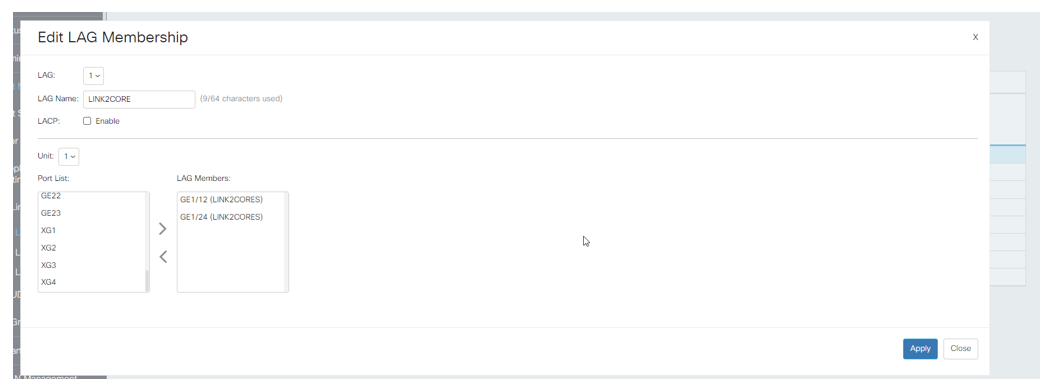 Edit LAG Membership
X
LAG: 1
LAG Name: LINK2CORE (9/64 characters used)
LACP: Enable
Unit: 1
Port List: LAG Members:
GE22
GE23
XG1
XG2
XG3
XG4
GE1/12 (LINK2CORES)
GE1/24 (LINK2CORES)
Apply Close
N Management